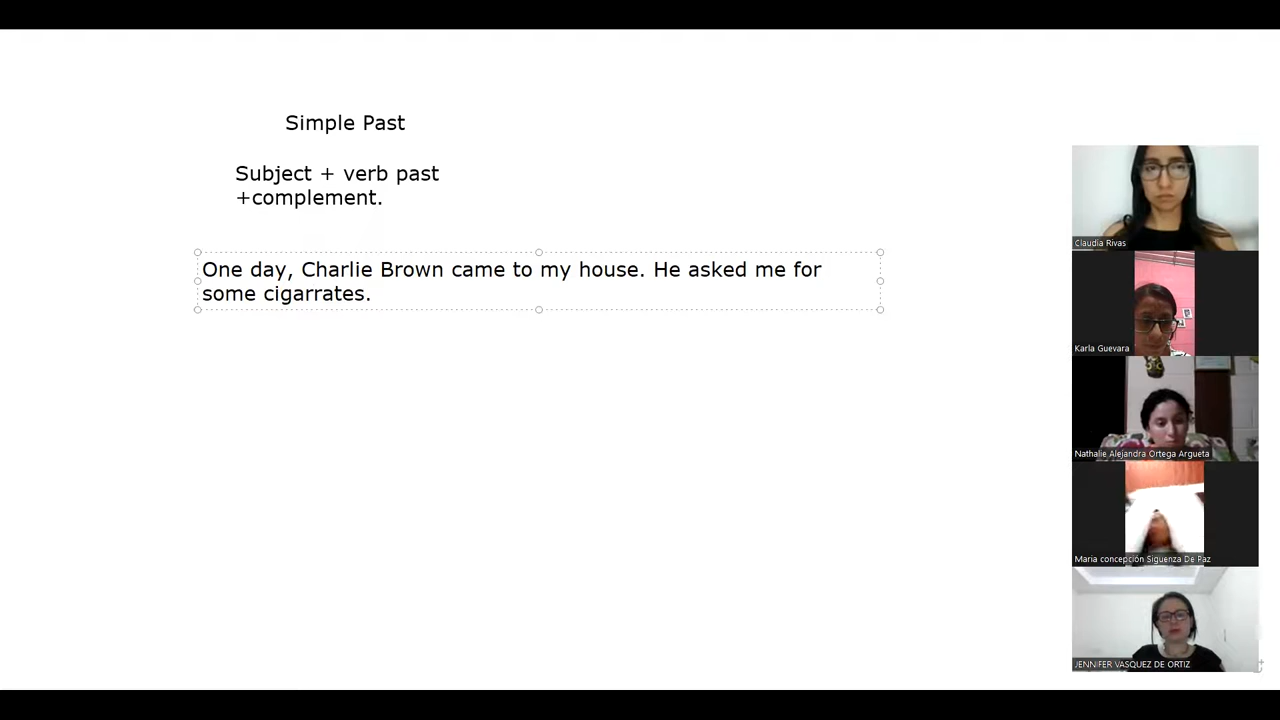 Simple Past
Subject + verb past
+complement.
One day, Charlie Brown came to my house. He asked me for
some cigarrates.
Claudia Rivas
Karla Guevara
Nathalie Alejandra Ortega Argueta
Maria concepción Siguenza De Paz
JENNIFER VASQUEZ DE ORTIZ